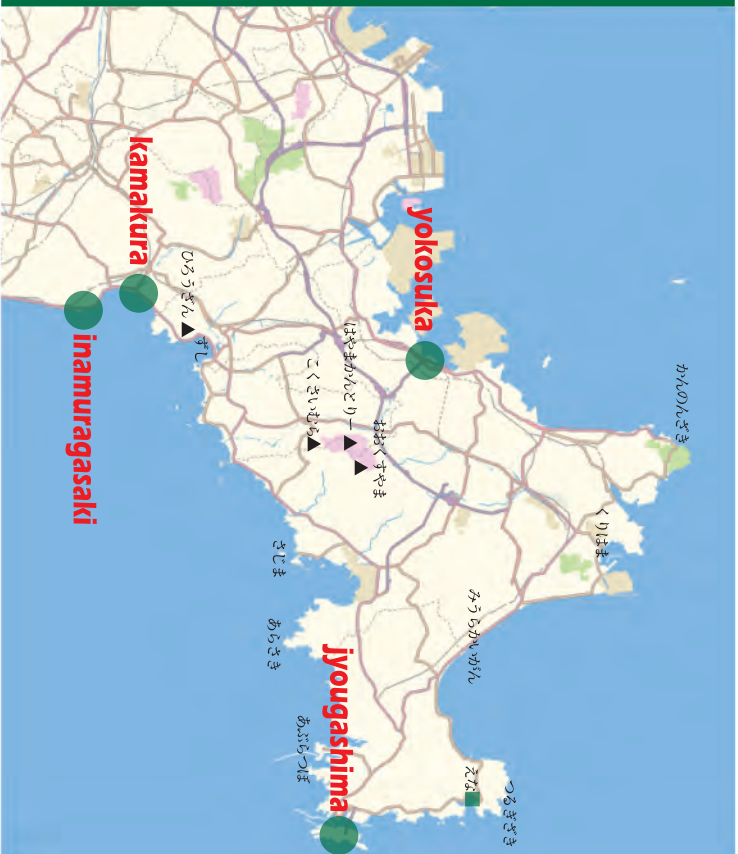 kamakura
yokosuka
inamuragasaki
ひろうざん
ずし
はやまかんとりー
こくさいむら
おおくすやま
かんのんざき
くりはま
さじま
あらさき
みうらかいがん
jyougashima
あぶらつぼ
えな
つるぎざき